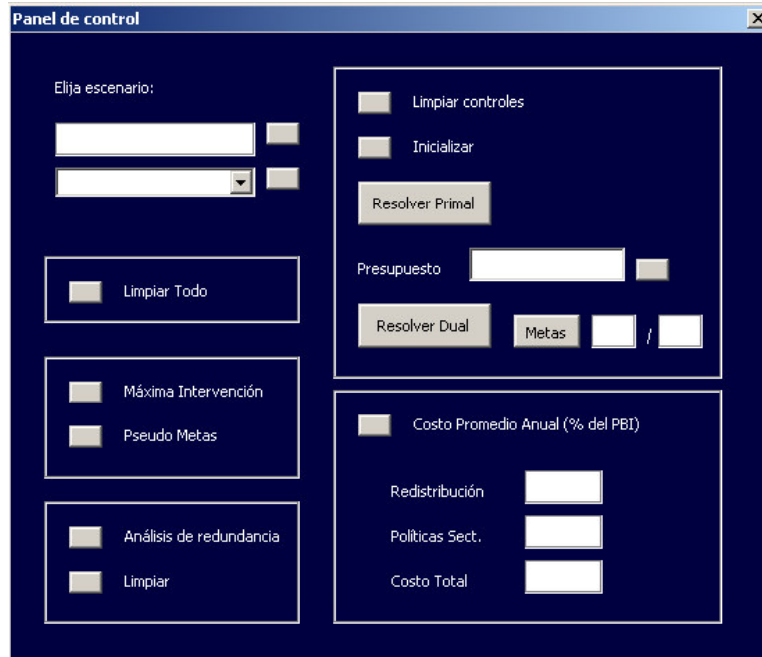 Panel de control
Elija escenario:
Limpiar Todo
Máxima Intervención
Pseudo Metas
Análisis de redundancia
Limpiar
Limpiar controles
Inicializar
Resolver Primal
Presupuesto
Resolver Dual
Metas
/
Costo Promedio Anual (% del PBI)
Redistribución
Políticas Sect.
Costo Total